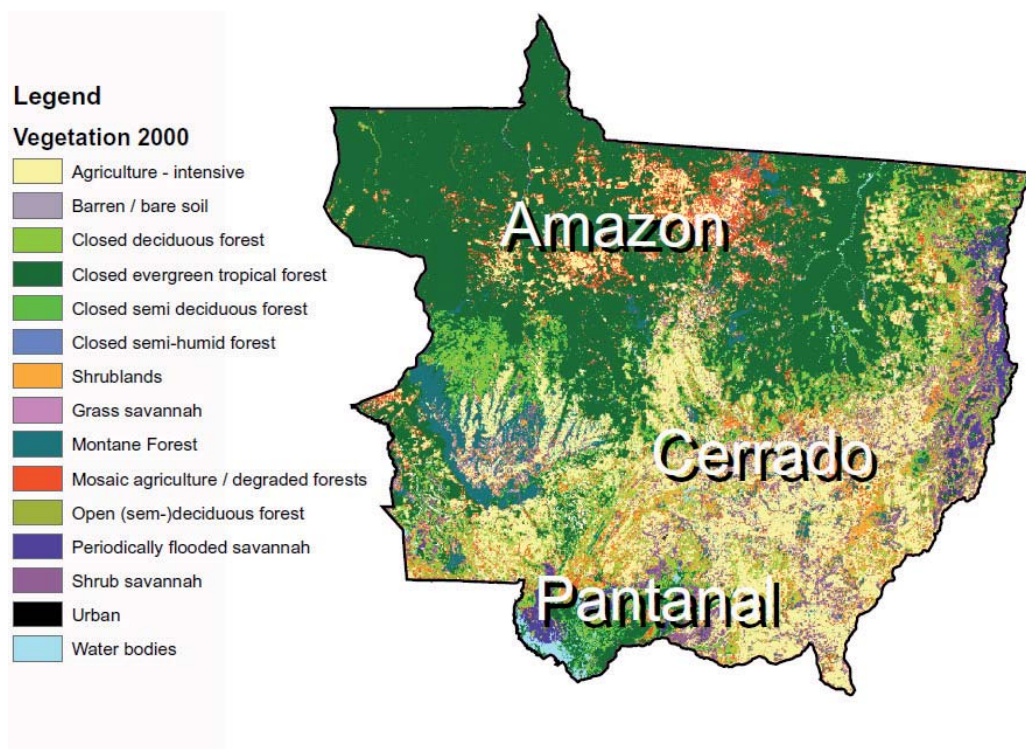 Legend
Vegetation 2000
Agriculture - intensive
Barren / bare soil
Closed deciduous forest
Closed evergreen tropical forest
Closed semi deciduous forest
Closed semi-humid forest
Shrublands
Grass savannah
Montane Forest
Mosaic agriculture / degraded forests
Open (sem-)deciduous forest
Periodically flooded savannah
Shrub savannah
Urban
Water bodies
Amazon
Cerrado
Pantanal